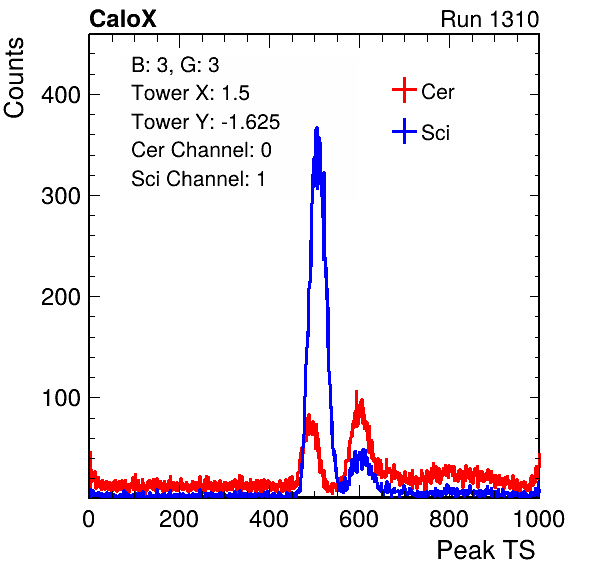 CaloX Run 1310
Counts
B: 3, G: 3
Tower X: 1.5
Tower Y: -1.625
Cer Channel: 0
Sci Channel: 1
Cer
Sci
400
300
200
100
0 200 400 600 800 1000
Peak TS